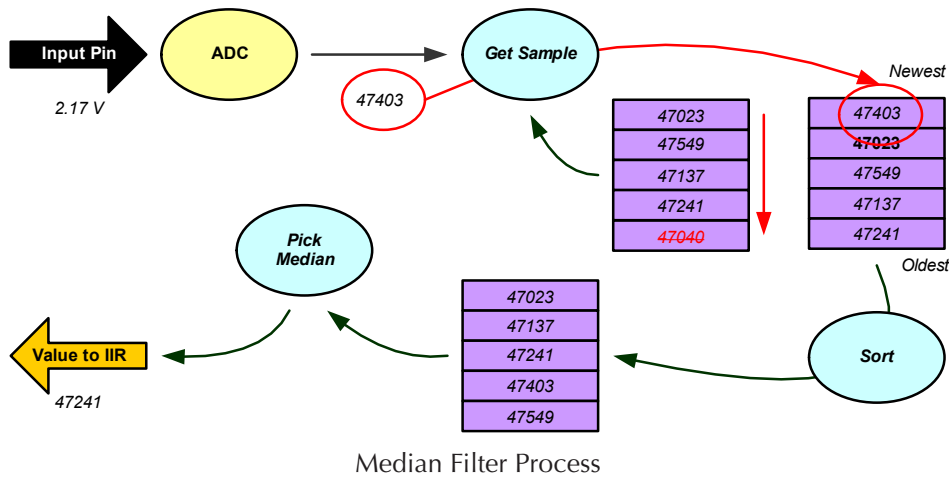 Input Pin
2.17 V
ADC
47403
Get Sample
47023
47549
47137
47241
47040
Newest
47403
47023
47549
47137
47241
Oldest
Sort
47023
47137
47241
47403
47549
Pick
Median
Value to IIR
47241
Median Filter Process